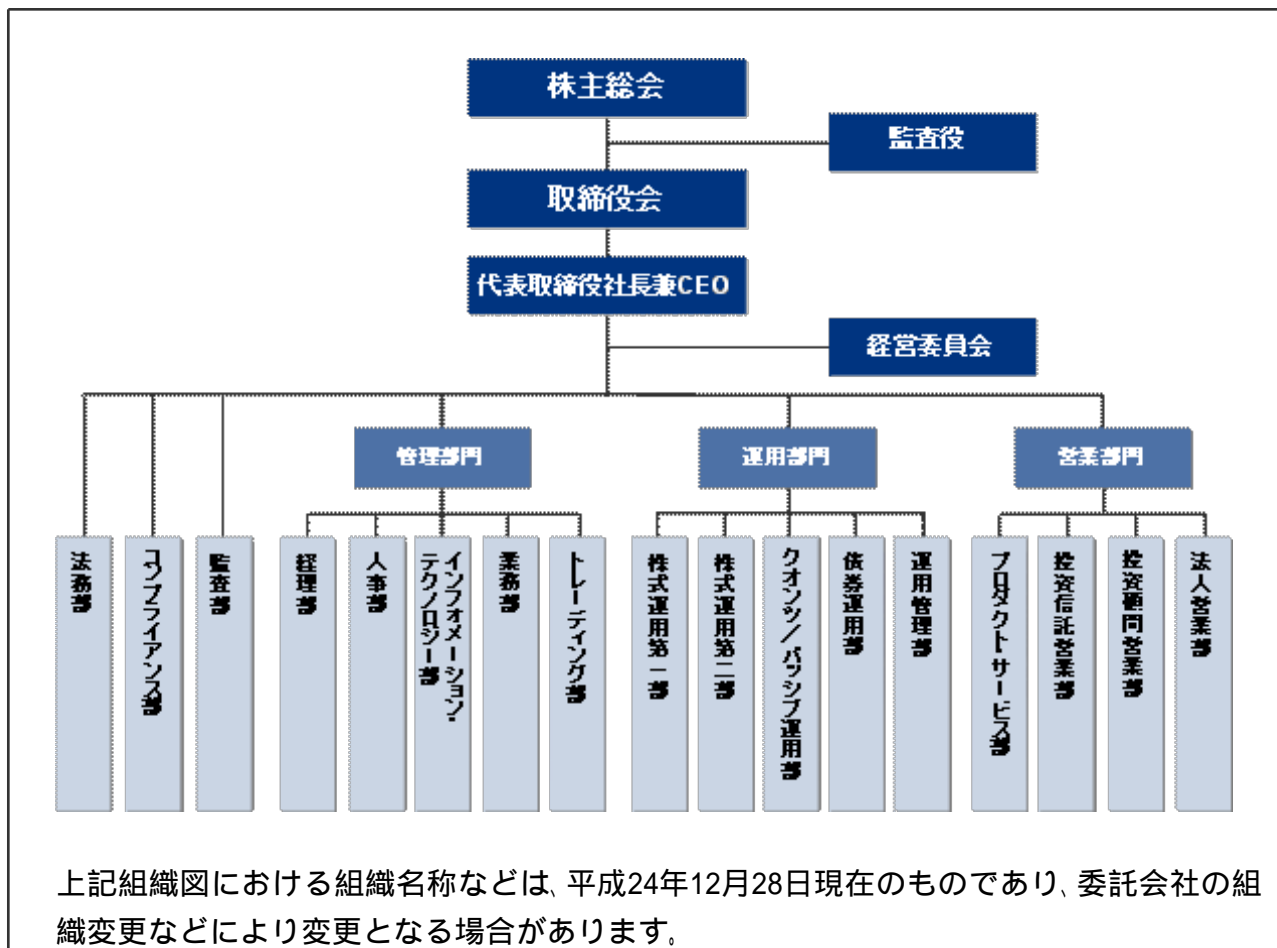 株主総会
監査役
取締役会
代表取締役社長兼CEO
経営委員会
管理部門
運用部門
営業部門
法務部
コンプライアンス部
監査部
経理部
人事部
インフォメーション・
テクノロジー部
業務部
トレーディング部
株式運用第一部
株式運用第二部
クオンツ/パッシブ運用部
債券運用部
運用管理部
プロダクト・サービス部
投資信託営業部
投資顧問営業部
法人営業部
上記組織図における組織名称などは、平成24年12月28日現在のものであり、委託会社の組
織変更などにより変更となる場合があります。